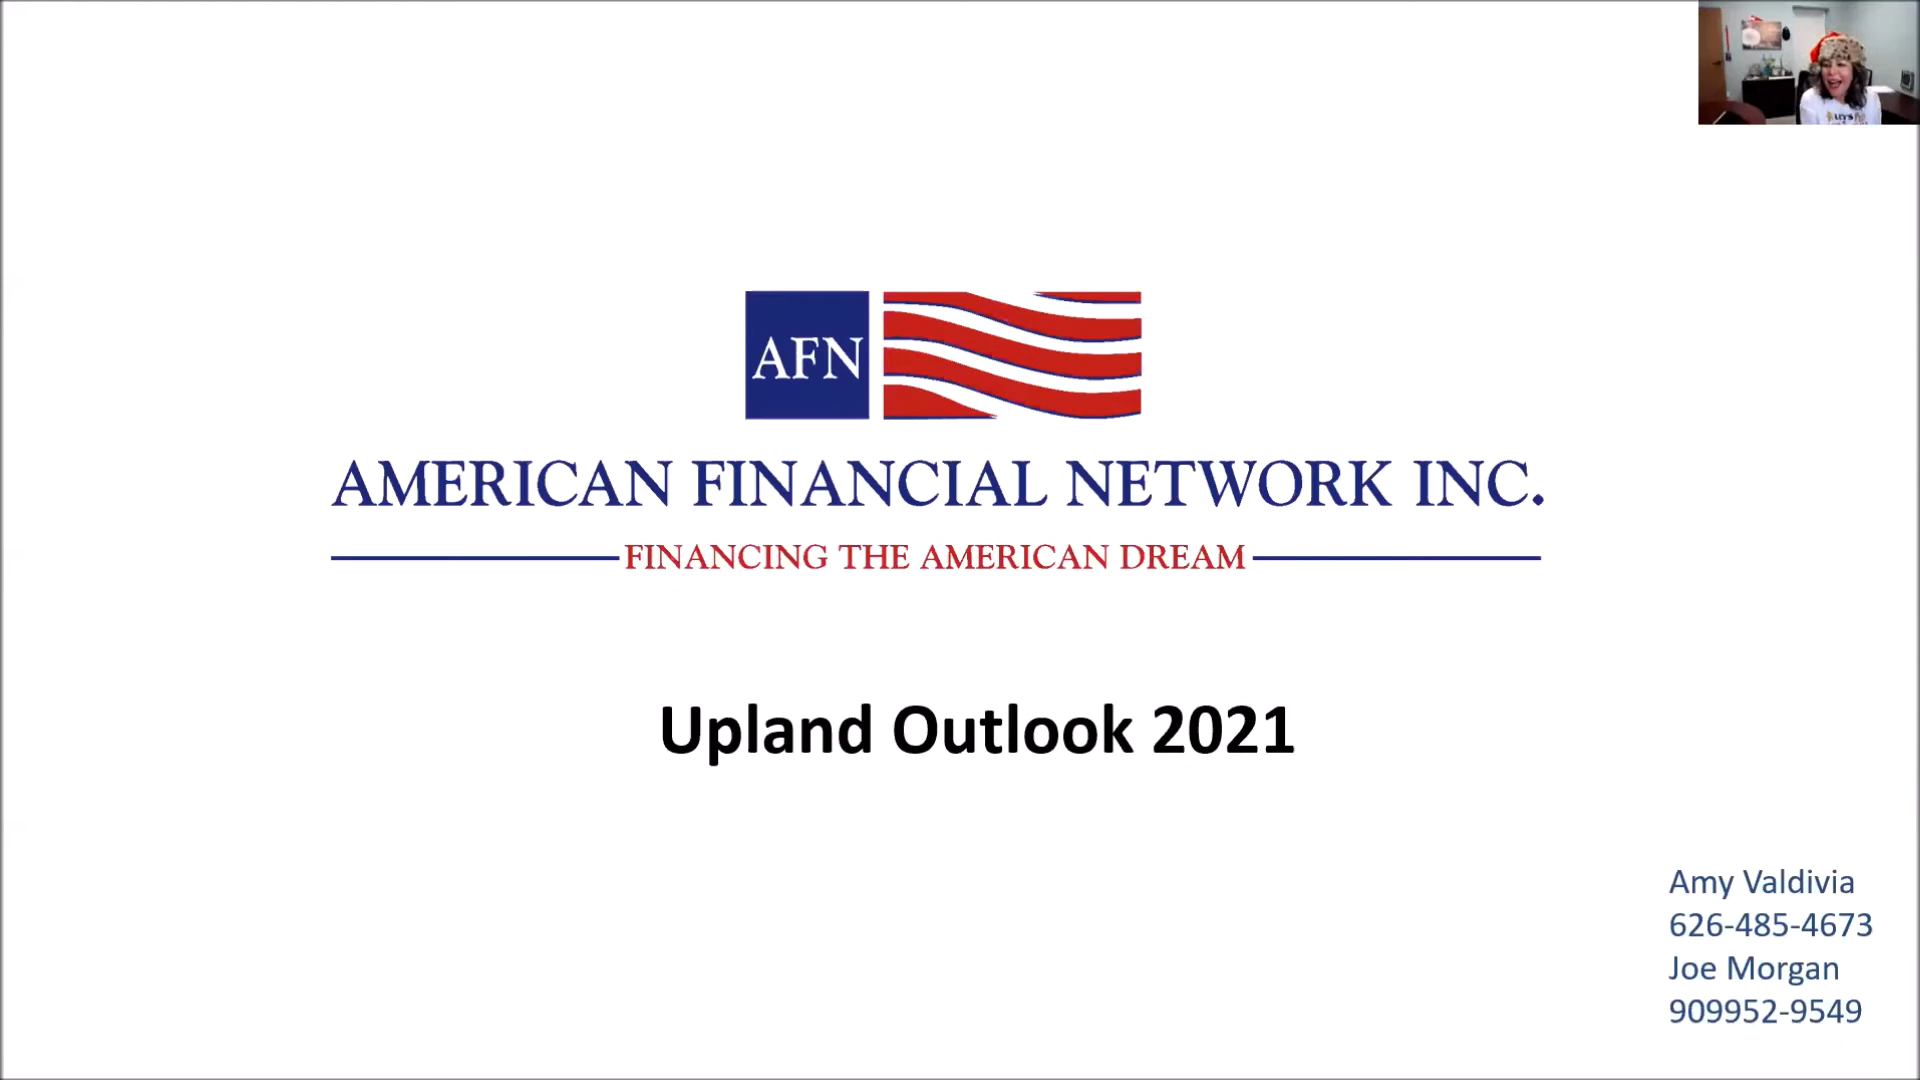 AFN
AMERICAN FINANCIAL NETWORK INC.
FINANCING THE AMERICAN DREAM
Upland Outlook 2021
Amy Valdivia
626-485-4673
Joe Morgan
909952-9549
LET'S